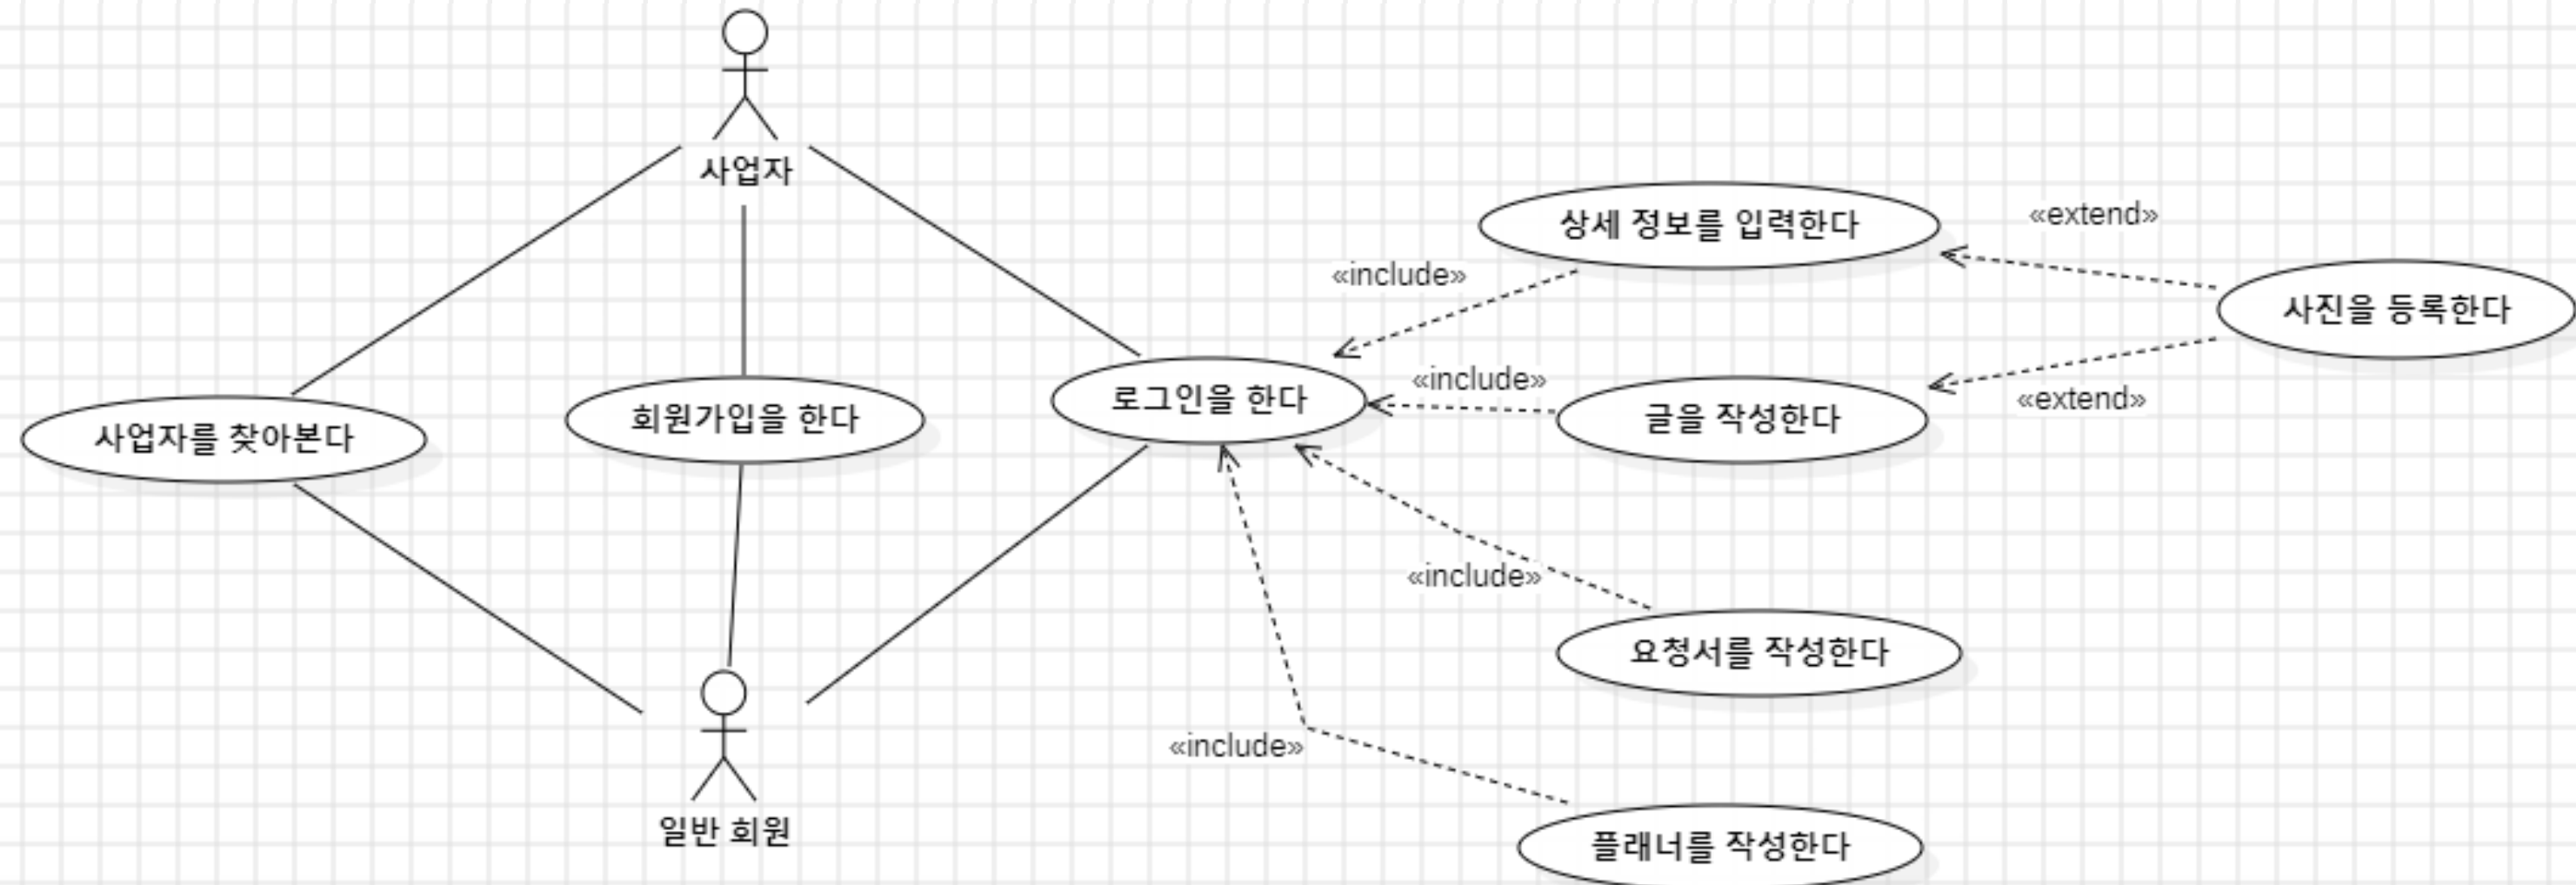 사업자
상세 정보를 입력한다
«extend»
«include»
사진을 등록한다
로그인을 한다
«include»
글을 작성한다
«extend»
사업자를 찾아본다
회원가입을 한다
«include»
요청서를 작성한다
«include»
일반 회원
플래너를 작성한다